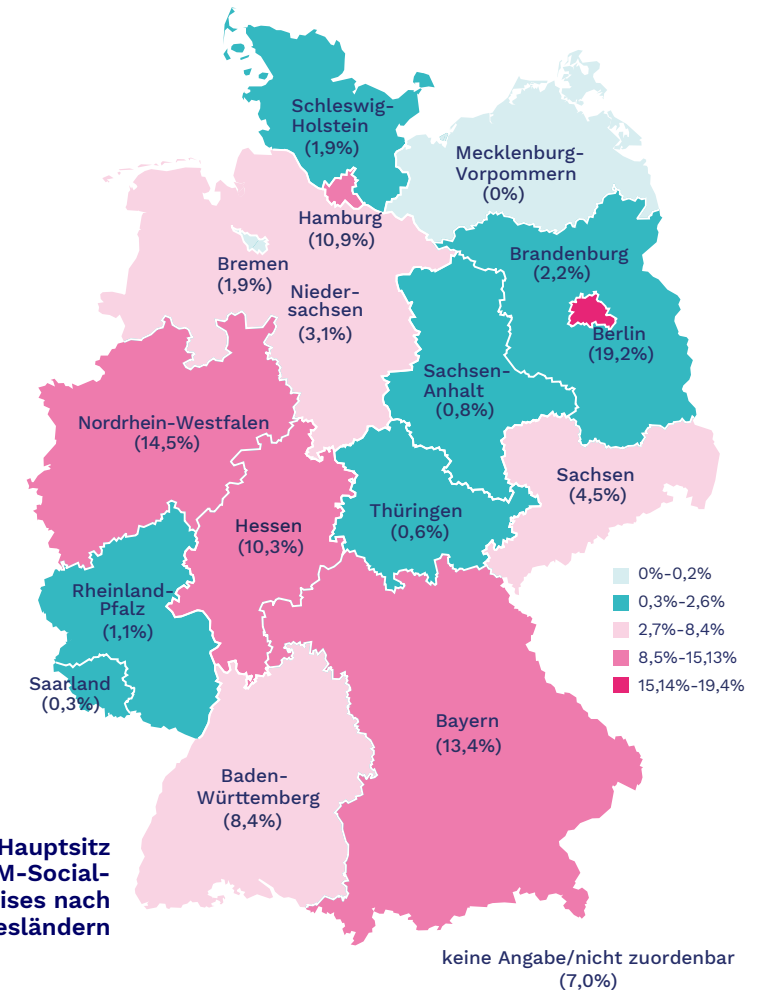 Schleswig-
Holstein
(1,9%)
Mecklenburg-
Vorpommern
(0%)
Hamburg
(10,9%)
Brandenburg
(2,2%)
Bremen
(1,9%)
Nieder-
sachsen
(3,1%)
Berlin
(19,2%)
Sachsen-
Anhalt
(0,8%)
Nordrhein-Westfalen
(14,5%)
Sachsen
(4,5%)
Thüringen
(0,6%)
Hessen
(10,3%)
Rheinland-
Pfalz
(1,1%)
Saarland
(0,3%)
0%-0,2%
0,3%-2,6%
2,7%-8,4%
8,5%-15,13%
15,14%-19,4%
Bayern
(13,4%)
Baden-
Württemberg
(8,4%)
Hauptsitz
M-Social-
ises nach
esländern
keine Angabe/nicht zuordenbar
(7,0%)